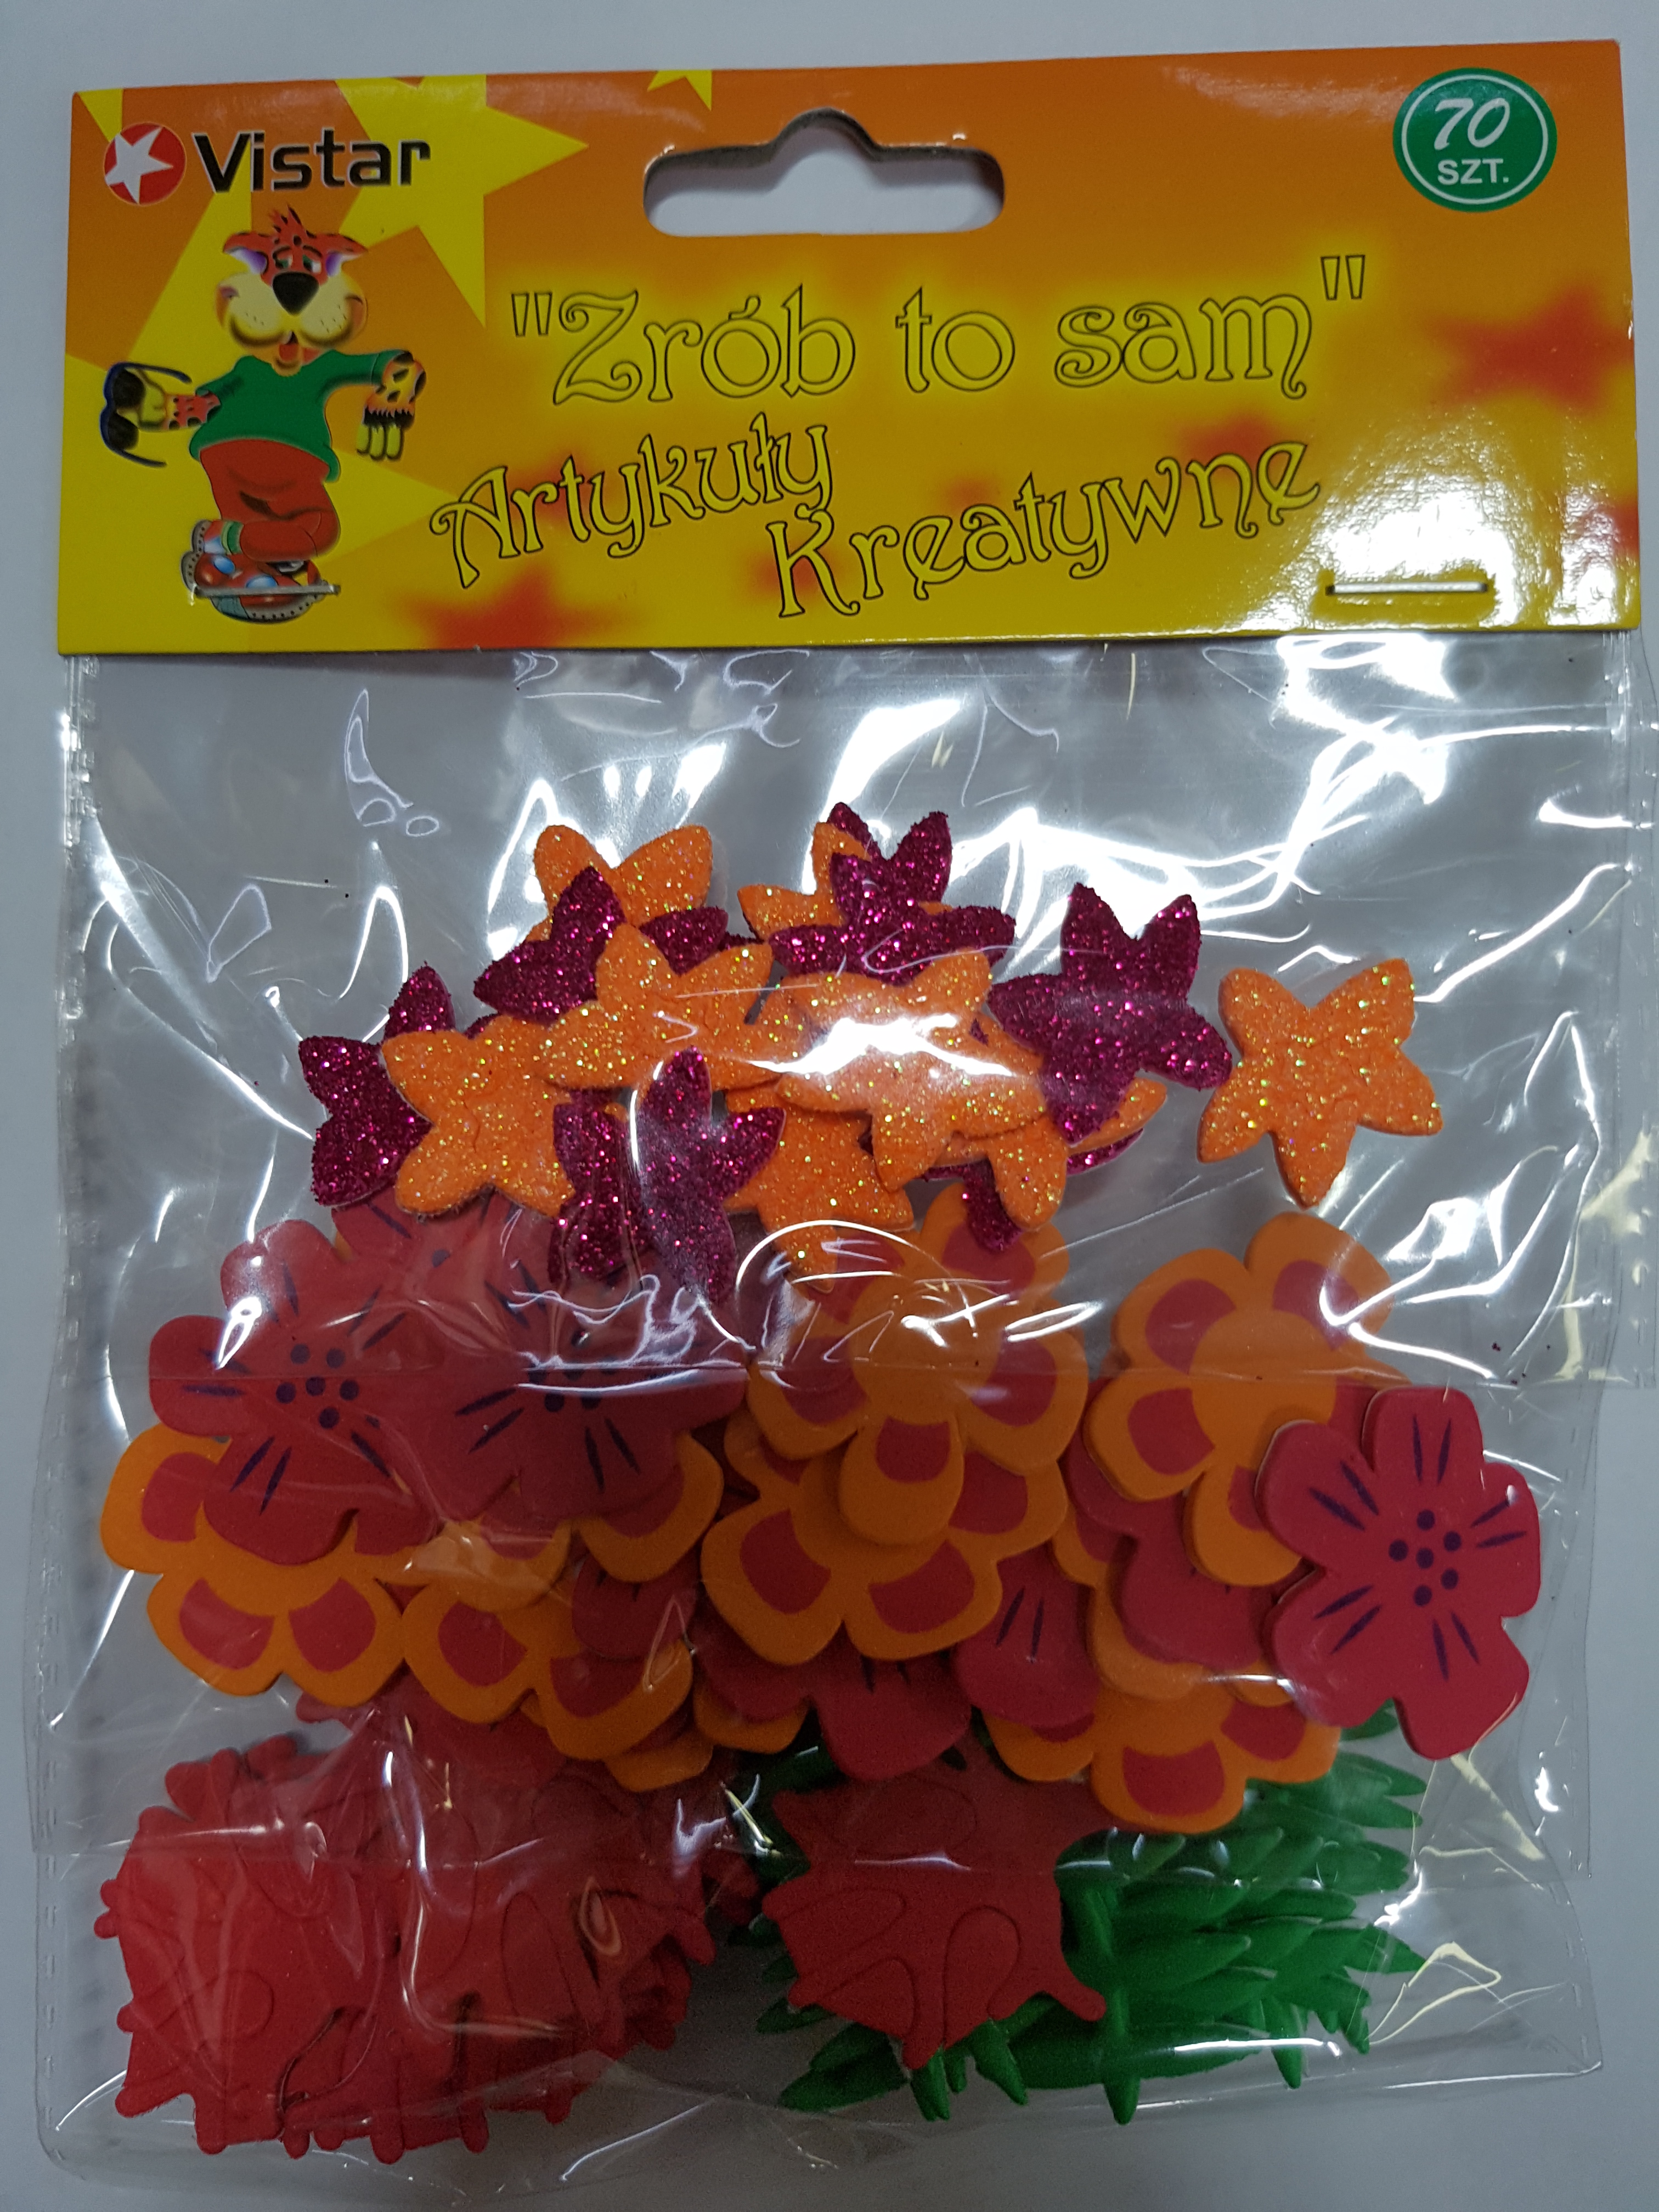 Vistar
70
SZT.
"Zrób to sam"
Artykuły
Kreatywne